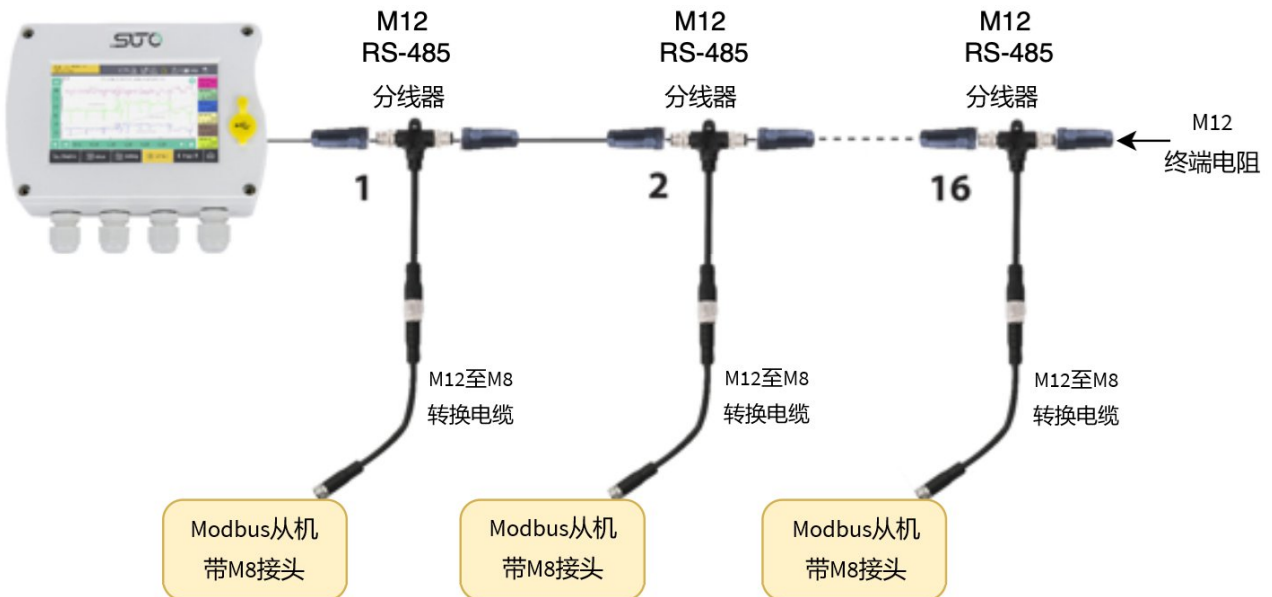 SUTO
M12
RS-485
分线器
M12
RS-485
分线器
M12
RS-485
分线器
M12
终端电阻
1
2
16
M12至M8
转换电缆
M12至M8
转换电缆
M12至M8
转换电缆
Modbus从机
带M8接头
Modbus从机
带M8接头
Modbus从机
带M8接头